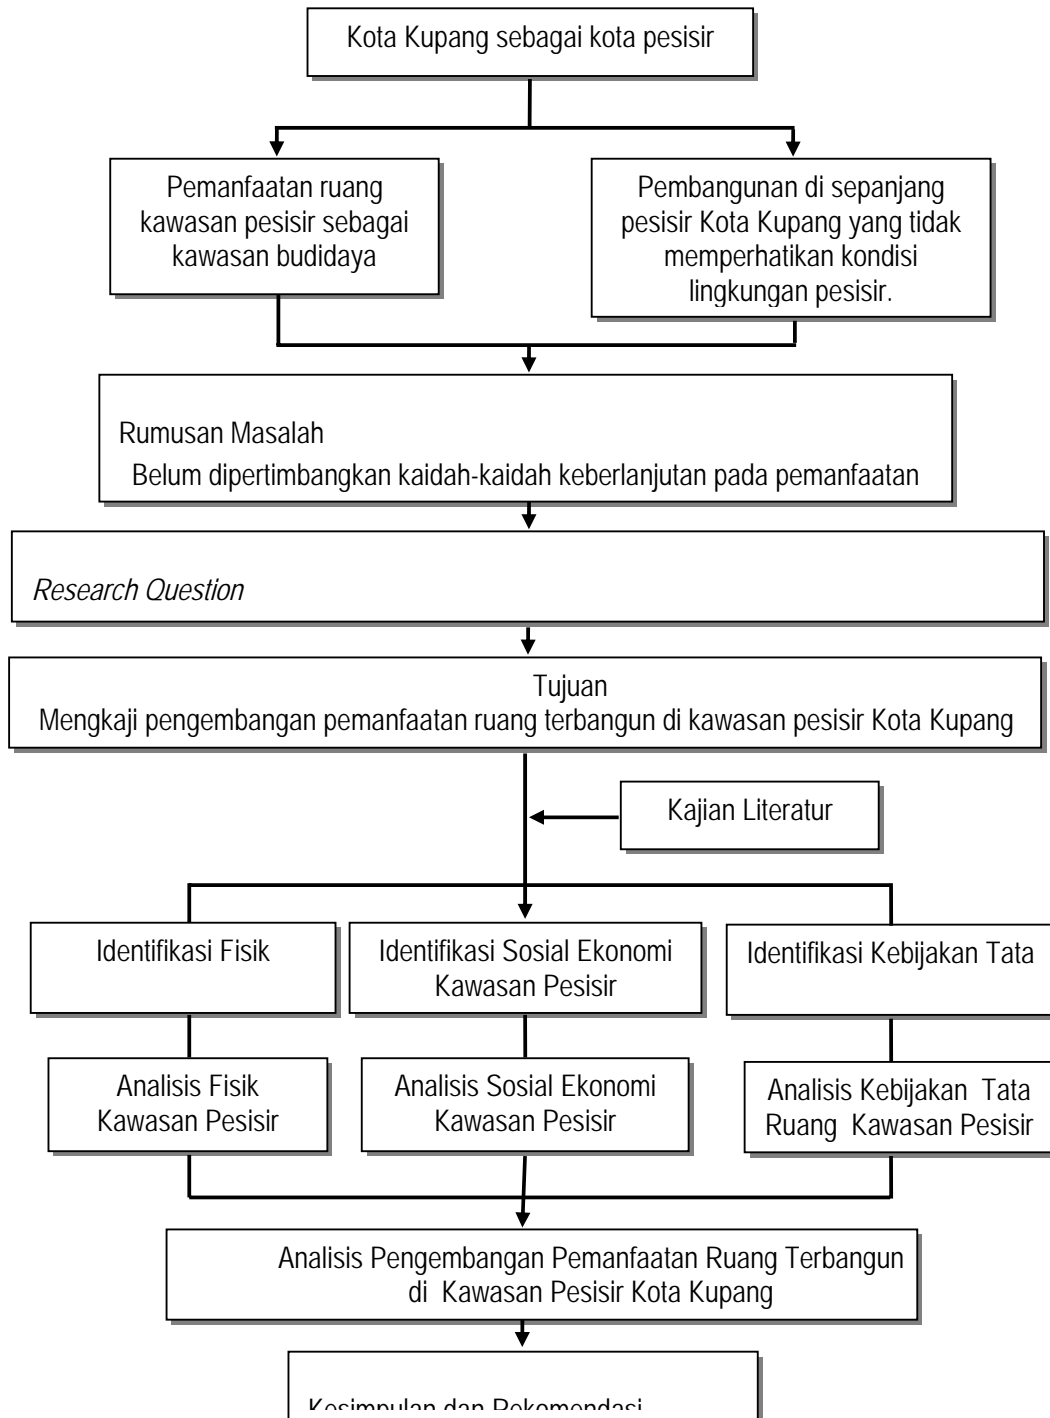 Kota Kupang sebagai kota pesisir
Pemanfaatan ruang
kawasan pesisir sebagai
kawasan budidaya
Pembangunan di sepanjang
pesisir Kota Kupang yang tidak
memperhatikan kondisi
lingkungan pesisir.
Rumusan Masalah
Belum dipertimbangkan kaidah-kaidah keberlanjutan pada pemanfaatan
Research Question
Tujuan
Mengkaji pengembangan pemanfaatan ruang terbangun di kawasan pesisir Kota Kupang
Kajian Literatur
Identifikasi Fisik
Identifikasi Sosial Ekonomi
Kawasan Pesisir
Identifikasi Kebijakan Tata
Analisis Fisik
Kawasan Pesisir
Analisis Sosial Ekonomi
Kawasan Pesisir
Analisis Kebijakan Tata
Ruang Kawasan Pesisir
Analisis Pengembangan Pemanfaatan Ruang Terbangun
di Kawasan Pesisir Kota Kupang
Kesimpulan dan Rekomendasi